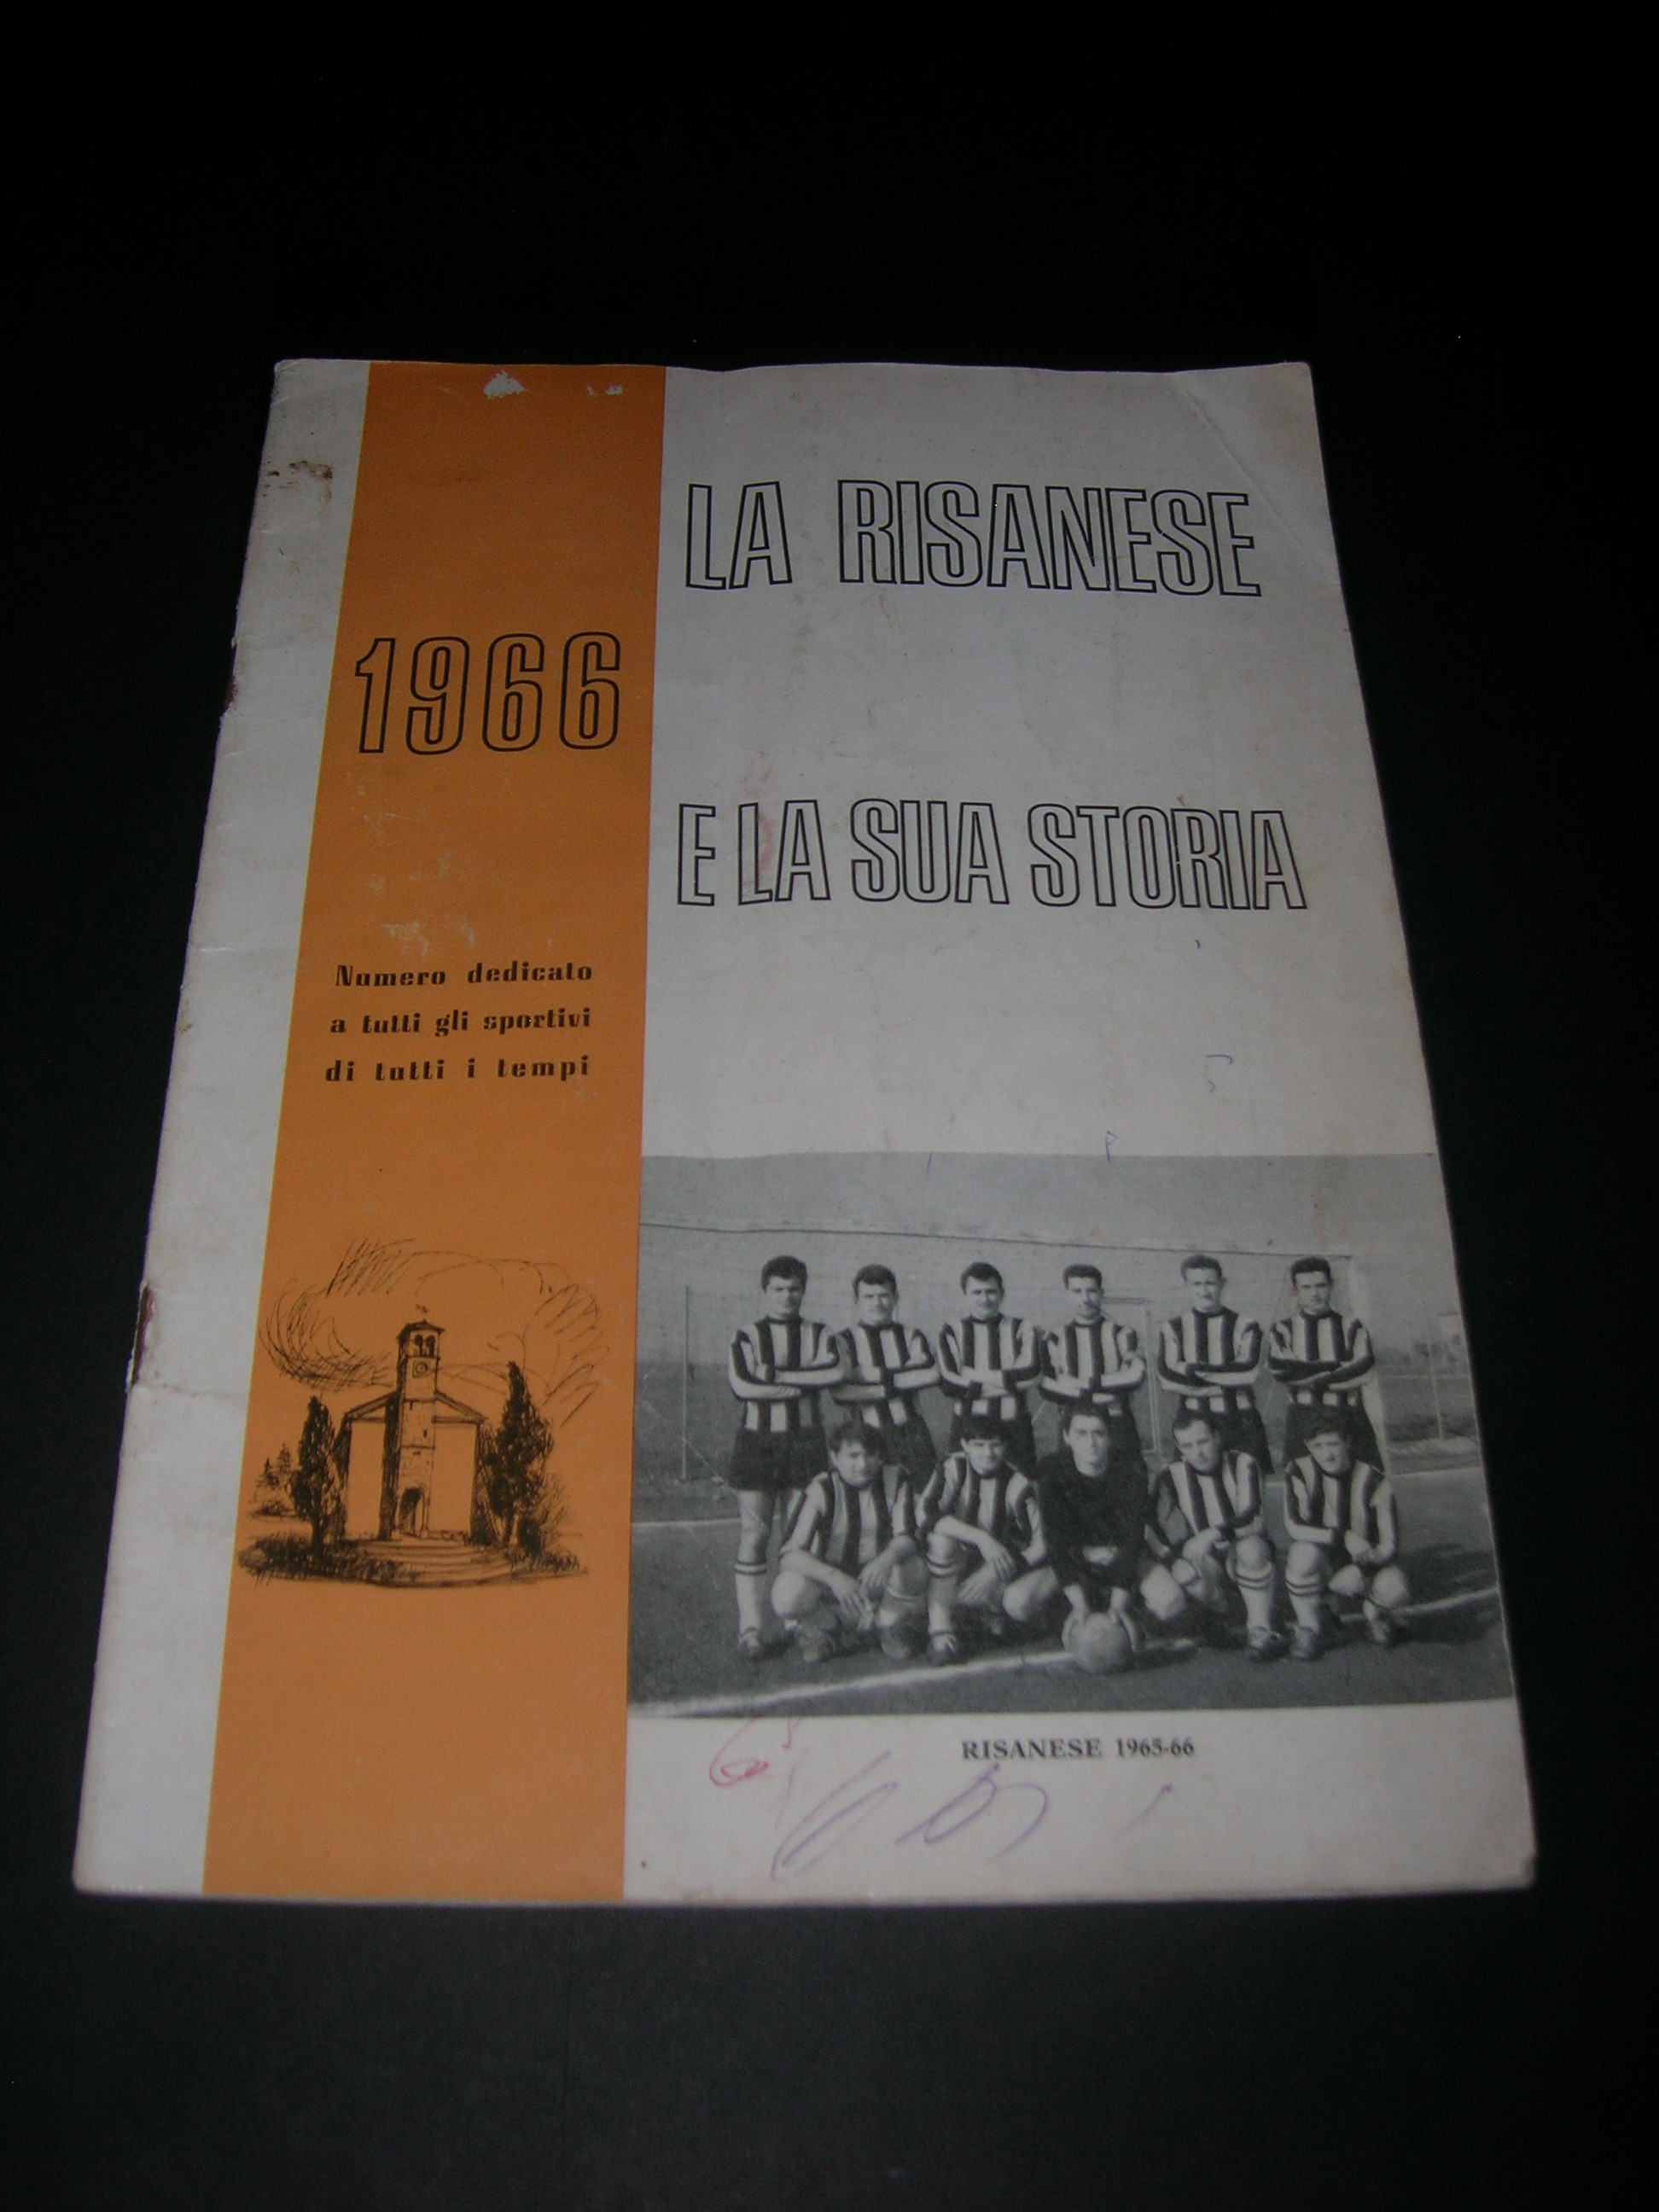 LA RISANESE
1966
E LA SUA STORIA
Numero dedicato
a tutti gli sportivi
di tutti i tempi
RISANESE 1965-66